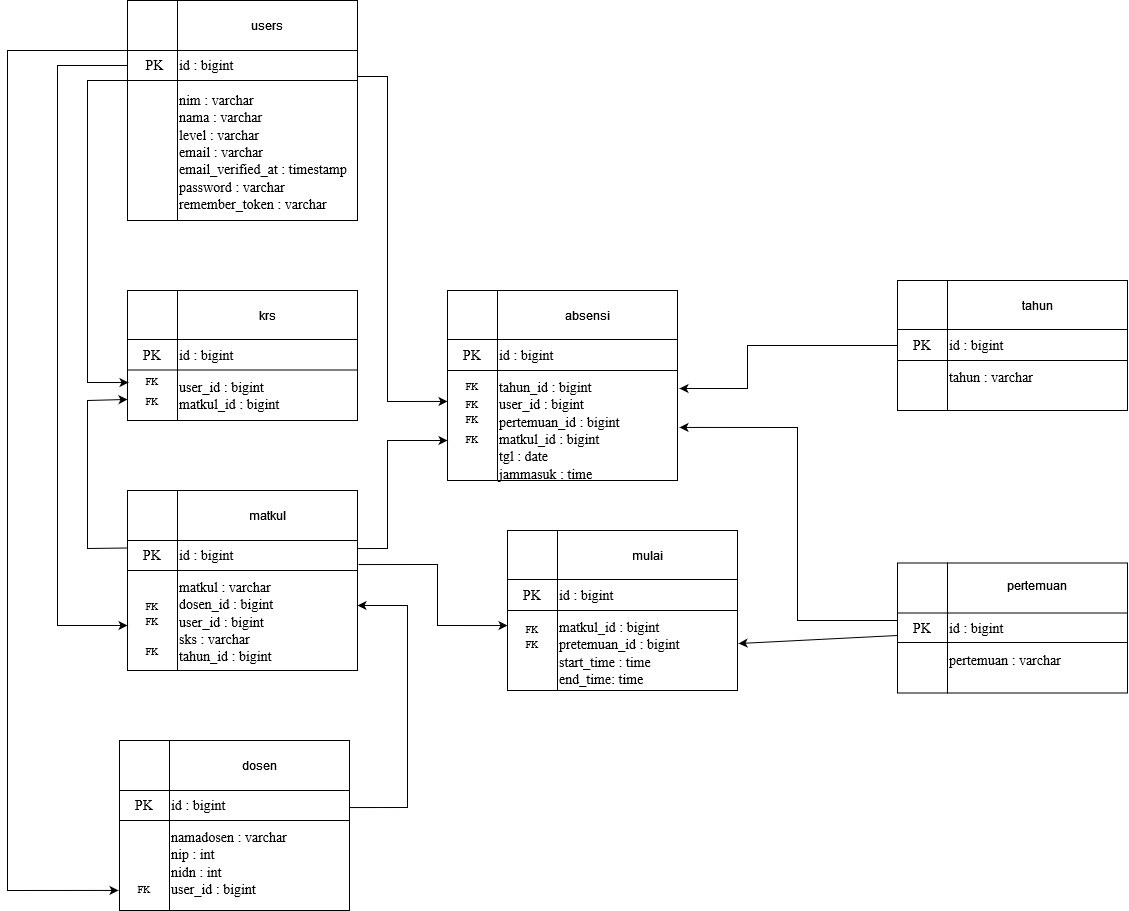 users
PK id : bigint
nim : varchar
nama : varchar
level : varchar
email : varchar
email_verified_at : timestamp
password : varchar
remember_token : varchar
krs
PK id : bigint
FK user_id : bigint
FK matkul_id : bigint
absensi
PK id : bigint
FK tahun_id : bigint
FK user_id : bigint
FK pertemuan_id : bigint
FK matkul_id : bigint
tgl : date
jammasuk : time
tahun
PK id : bigint
tahun : varchar
matkul
PK id : bigint
matkul : varchar
FK dosen_id : bigint
FK user_id : bigint
sks : varchar
FK tahun_id : bigint
mulai
PK id : bigint
FK matkul_id : bigint
FK pretemuan_id : bigint
start_time : time
end_time: time
pertemuan
PK id : bigint
pertemuan : varchar
dosen
PK id : bigint
namadosen : varchar
nip : int
nidn : int
FK user_id : bigint